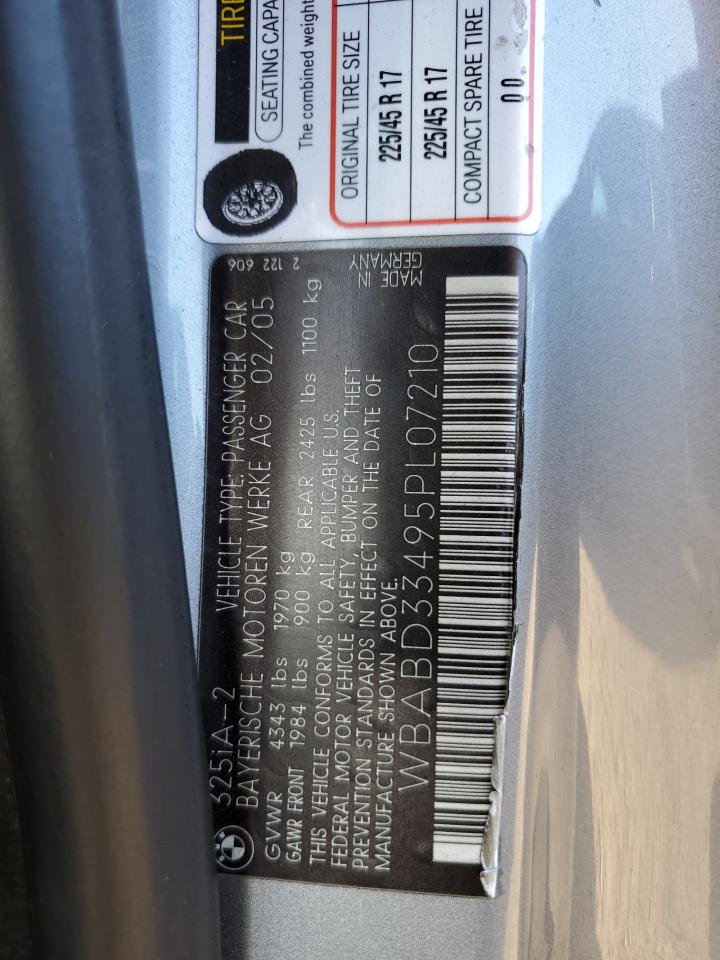 TIRE
SEATING CAPA
The combined weight
ORIGINAL TIRE SIZE
225/45 R 17
225/45 R 17
COMPACT SPARE TIRE
325iA-2 VEHICLE TYPE: PASSENGER CAR 2 122 606
BAYERISCHE MOTOREN WERKE AG 02/05
GVWR 4343 lbs 1970 kg
GAWR FRONT 1984 lbs 900 kg REAR 2425 lbs 1100 kg
THIS VEHICLE CONFORMS TO ALL APPLICABLE U.S.
FEDERAL MOTOR VEHICLE SAFETY, BUMPER AND THEFT
PREVENTION STANDARDS IN EFFECT ON THE DATE OF
MANUFACTURE SHOWN ABOVE.
MADE IN
GERMANY
WBABD33495PL07210